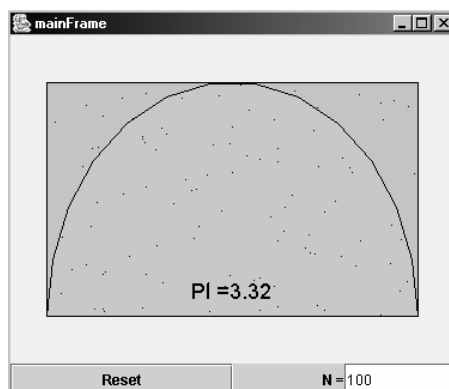 mainFrame
PI =3.32
Reset N = 100